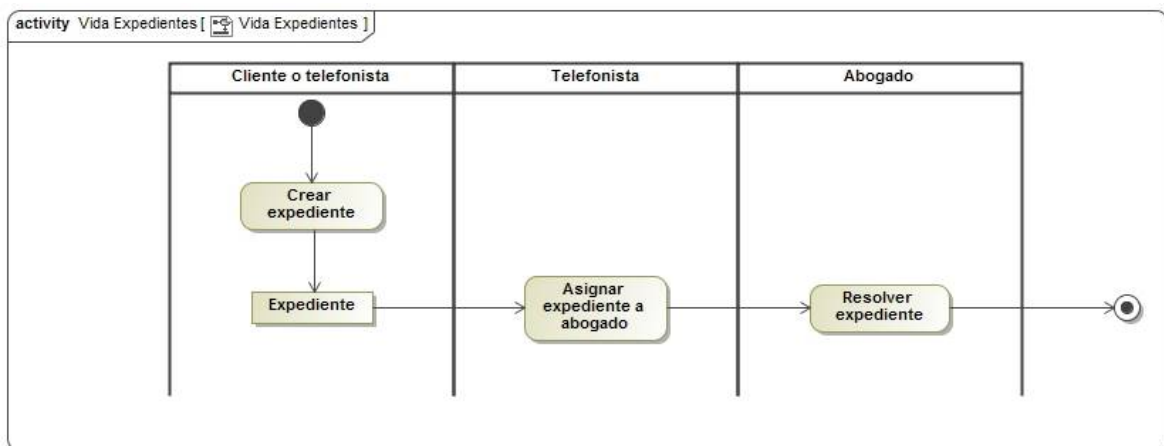 activity Vida Expedientes [ Vida Expedientes ]
Cliente o telefonista
Telefonista
Abogado
Crear
expediente
Expediente
Asignar
expediente a
abogado
Resolver
expediente